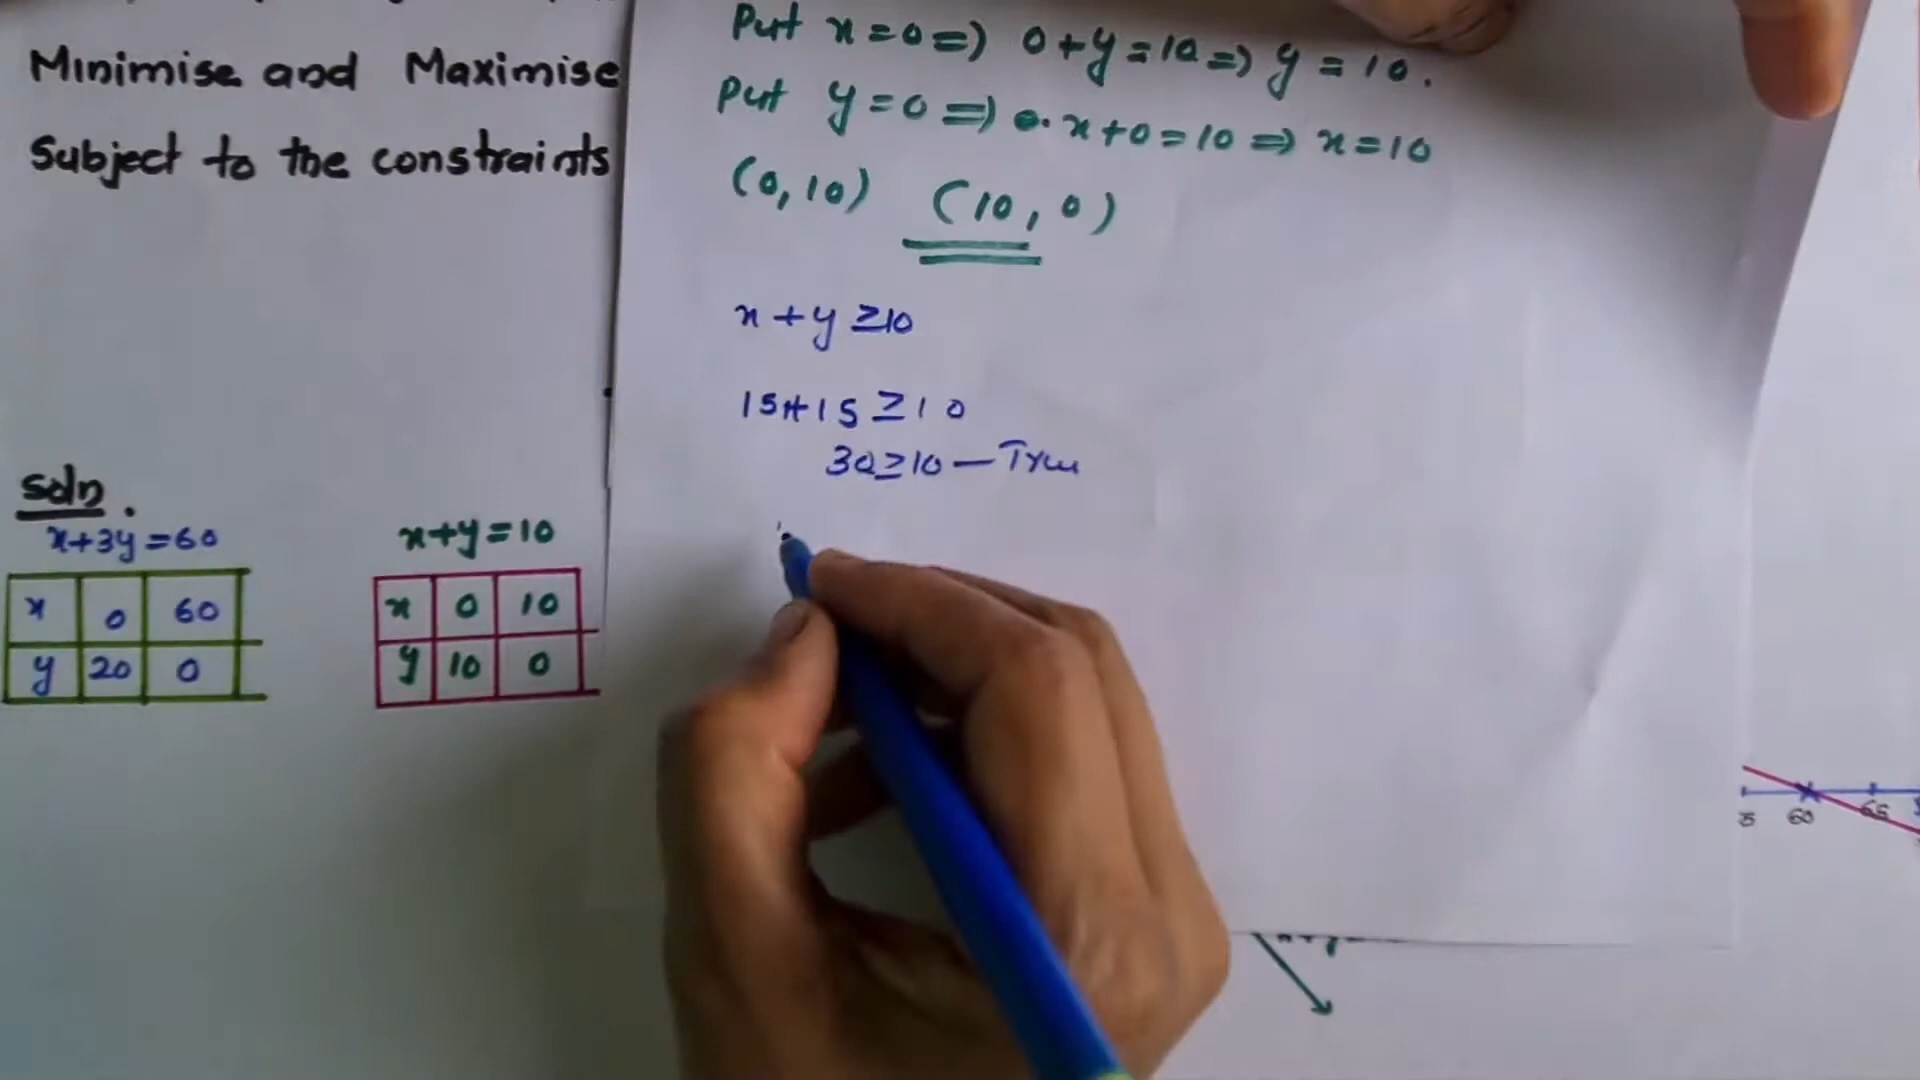 Minimise and Maximise
Subject to the constraints
Soln.
x+3y=60
x 0 60
y 20 0
x+y=10
x 0 10
y 10 0
Put x=0=) 0+y=10=) y=10.
Put y=0=) x+0=10=) x=10
(0,10) (10,0)
x+y≥10
15+15≥10
30≥10-True
60 65